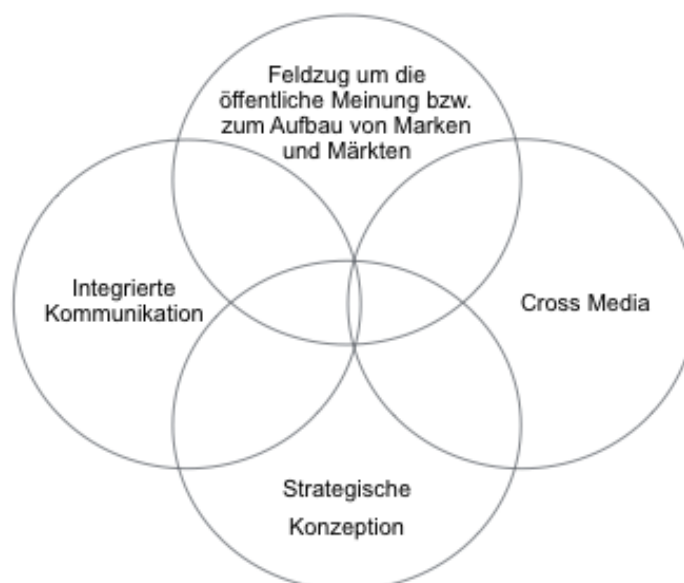 Feldzug um die
öffentliche Meinung bzw.
zum Aufbau von Marken
und Märkten
Integrierte
Kommunikation
Cross Media
Strategische
Konzeption